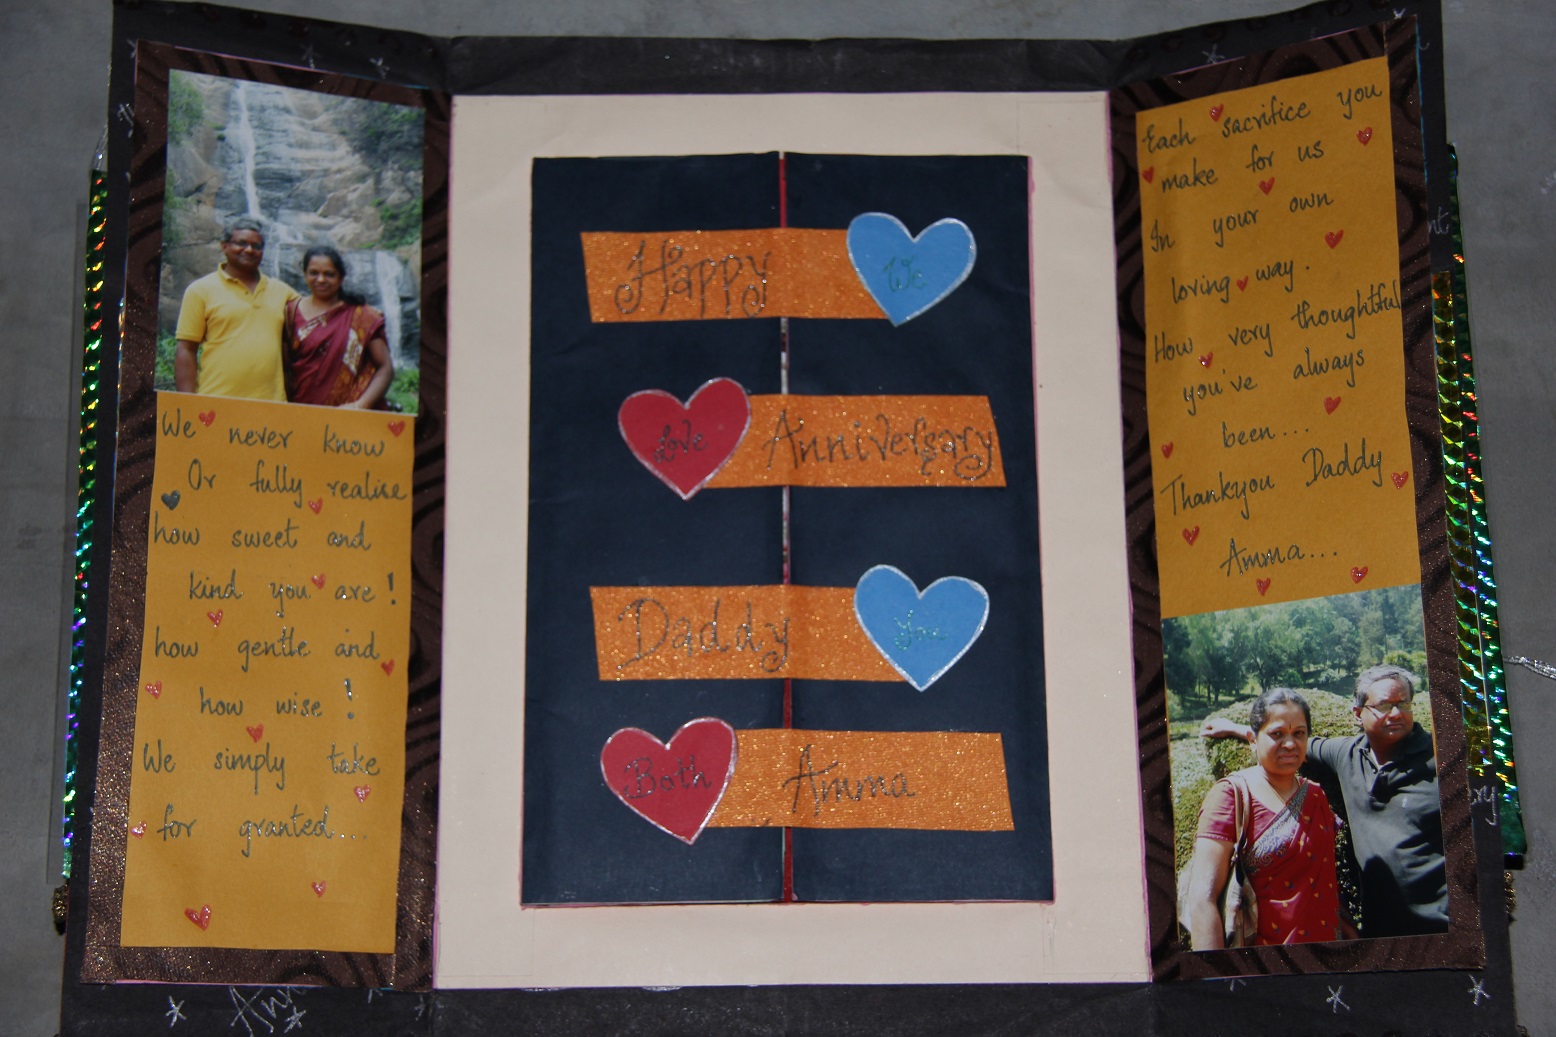 We never know
Or fully realise
how sweet and
kind you are!
how gentle and
how wise!
We simply take
for granted...
Happy We
Love Anniversary
Daddy You
Both Amma
Each sacrifice you
make for us
In your own
loving way.
How very thoughtful
you've always
been...
Thankyou Daddy
Amma...